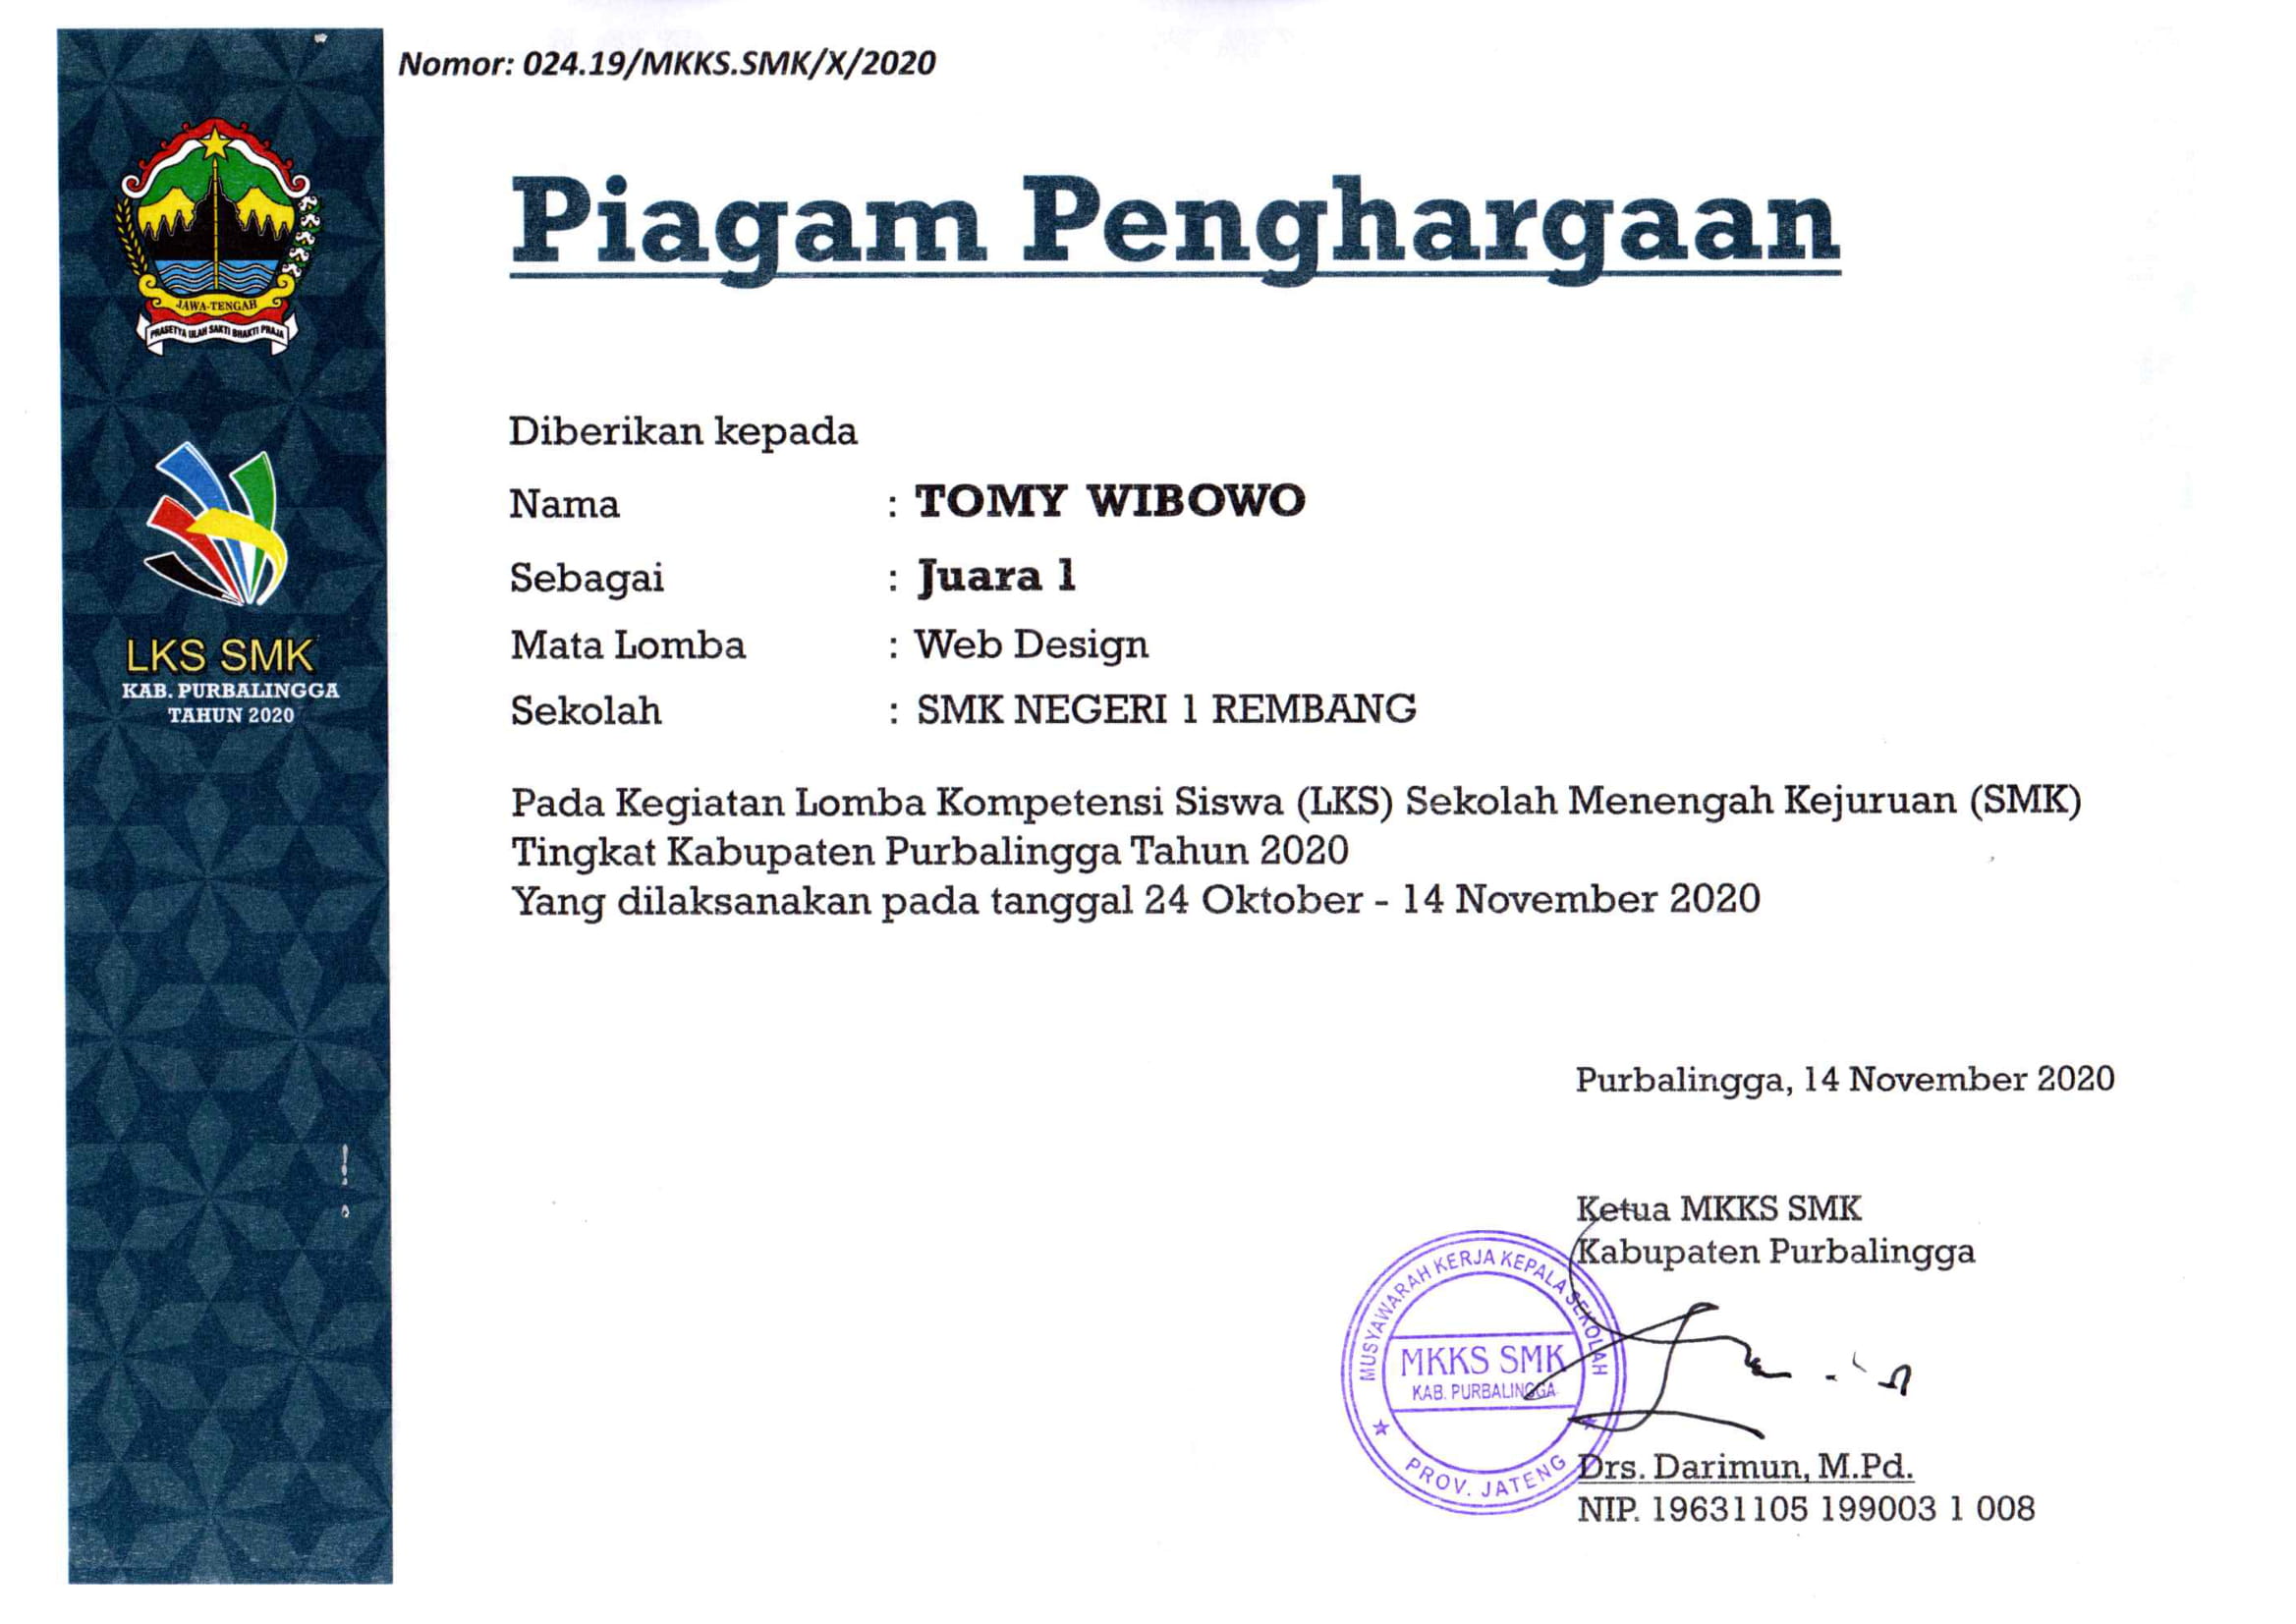 Nomor: 024.19/MKKS.SMK/X/2020
JAWA-TENGAH
PRASETYA ULAH SAKTI BHAKTI PRAJA
LKS SMK
KAB. PURBALINGGA
TAHUN 2020
Piagam Penghargaan
Diberikan kepada
Nama : TOMY WIBOWO
Sebagai : Juara 1
Mata Lomba : Web Design
Sekolah : SMK NEGERI 1 REMBANG
Pada Kegiatan Lomba Kompetensi Siswa (LKS) Sekolah Menengah Kejuruan (SMK)
Tingkat Kabupaten Purbalingga Tahun 2020
Yang dilaksanakan pada tanggal 24 Oktober - 14 November 2020
Purbalingga, 14 November 2020
Ketua MKKS SMK
Kabupaten Purbalingga
MUSYAWARAH KERJA KEPALA SEKOLAH
MKKS SMK
KAB. PURBALINGGA
PROV. JATENG
Drs. Darimun, M.Pd.
NIP. 19631105 199003 1 008